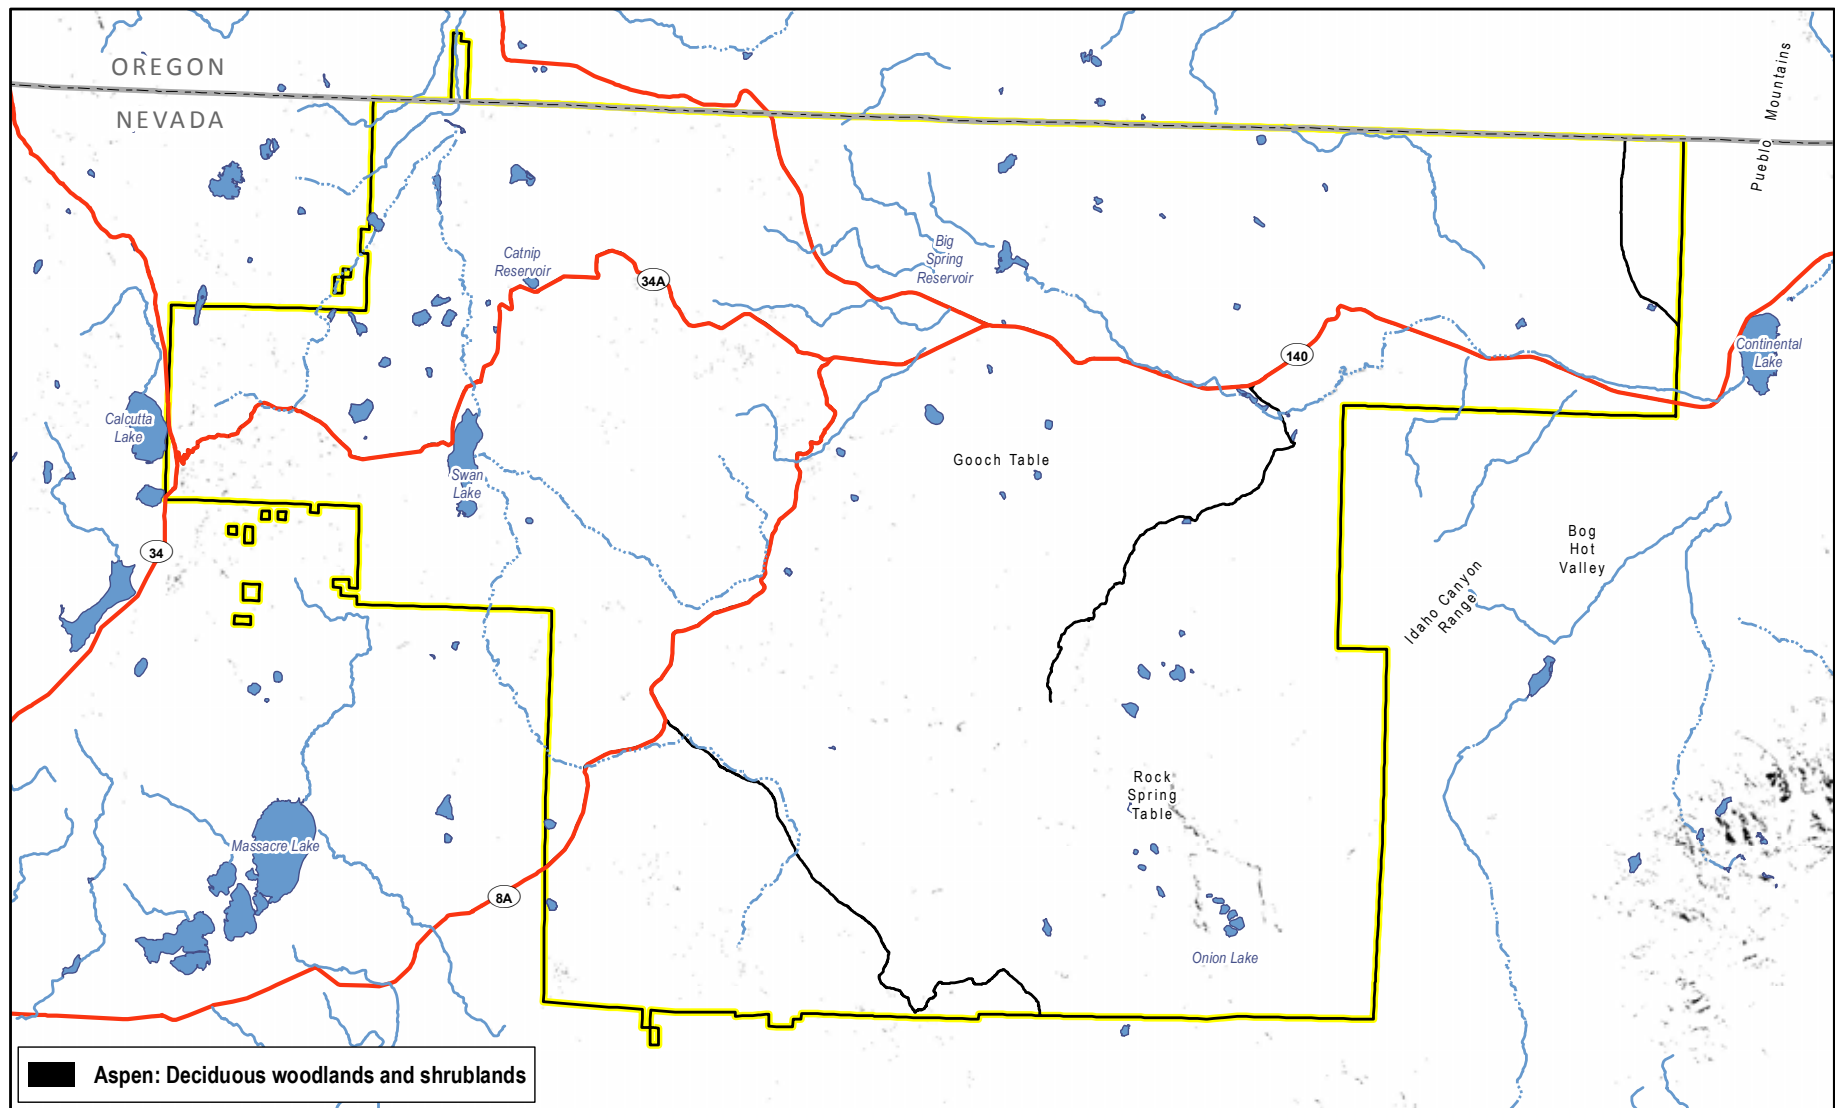 OREGON
NEVADA
Pueblo Mountains
Catnip
Reservoir
Big
Spring
Reservoir
34A
140
Continental
Lake
Calcutta
Lake
Swan
Lake
Gooch Table
34
Bog
Hot
Valley
Idaho Canyon
Range
Rock
Spring
Table
Massacre Lake
8A
Onion Lake
Aspen: Deciduous woodlands and shrublands